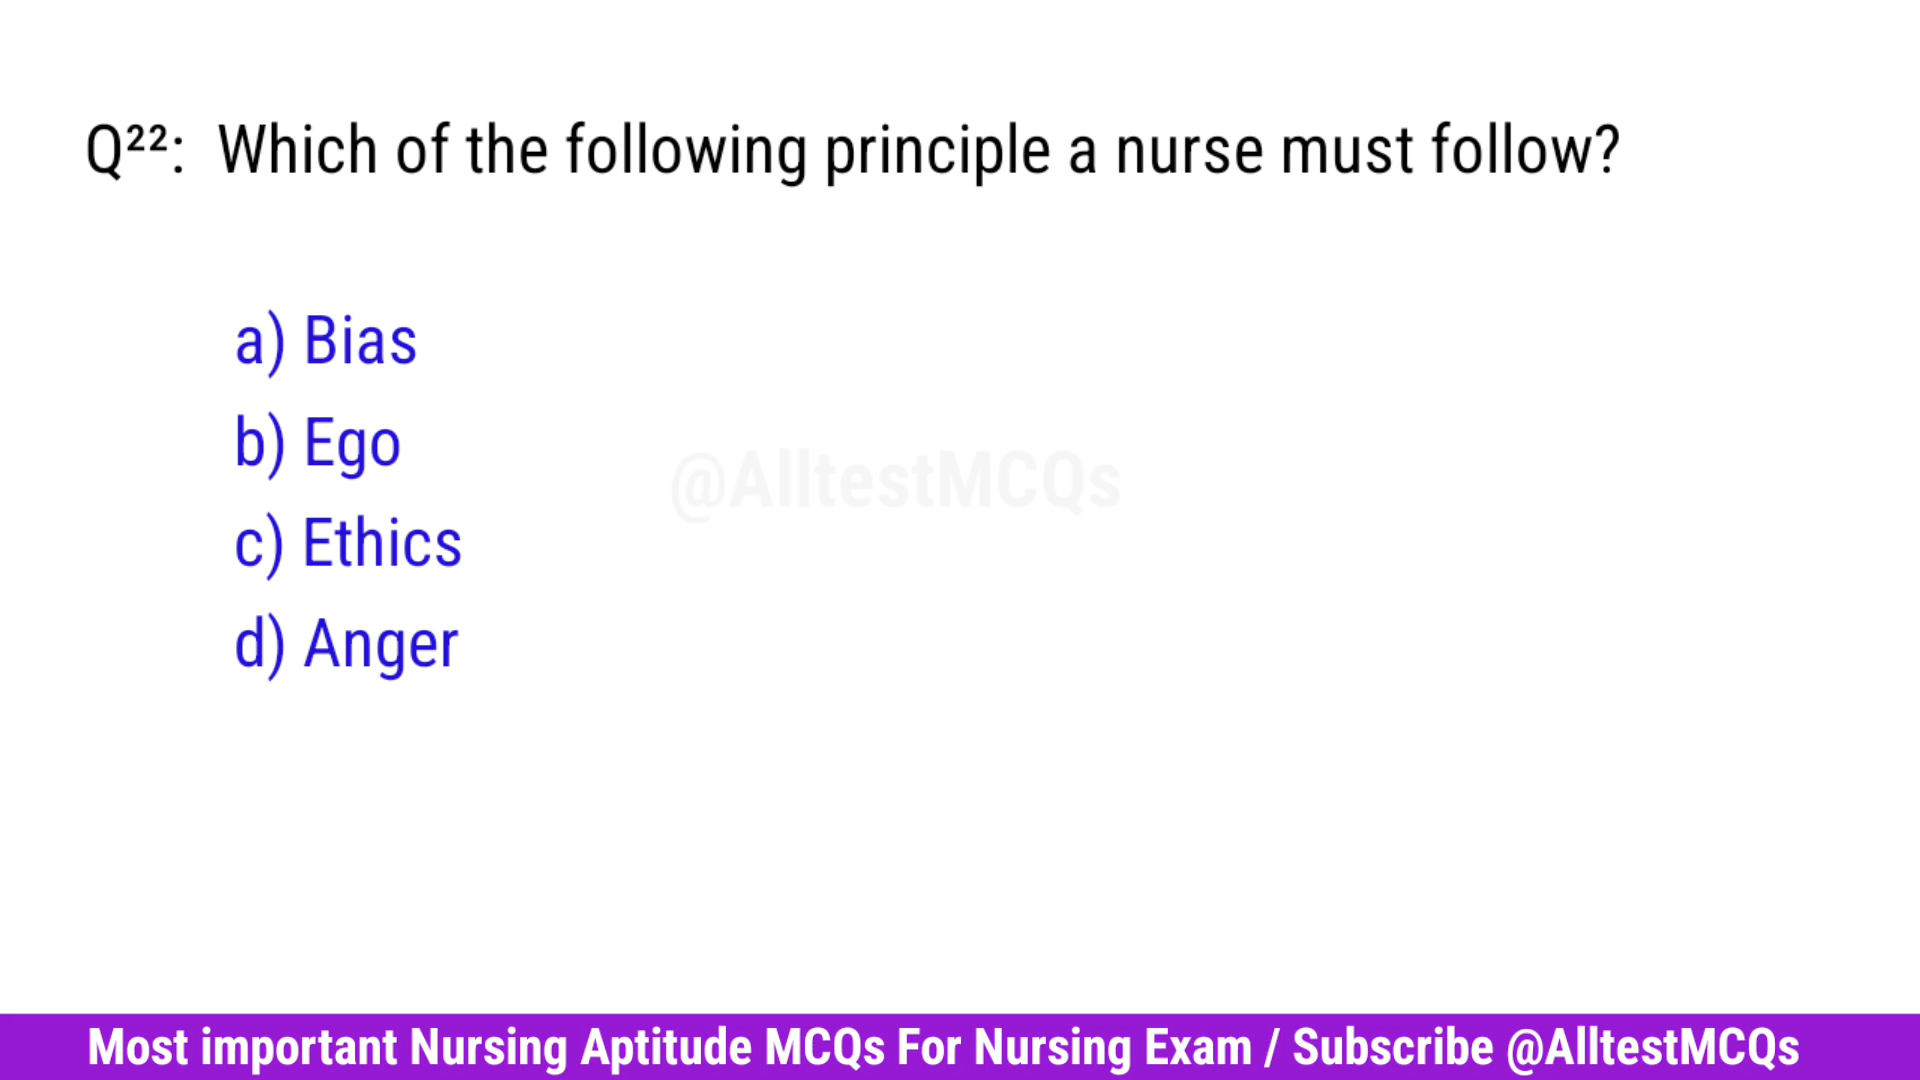 Q²²: Which of the following principle a nurse must follow?
a) Bias
b) Ego
@AlltestMCQs
c) Ethics
d) Anger
Most important Nursing Aptitude MCQs For Nursing Exam / Subscribe @AlltestMCQs